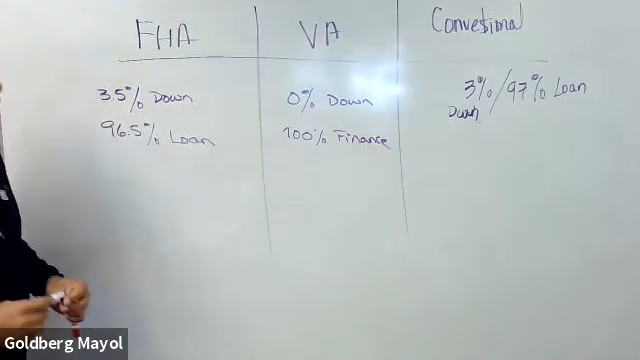 FHA
VA
Conventional
3.5% Down
96.5% Loan
0% Down
100% Finance
3%/97% Loan
Down
Goldberg Mayol